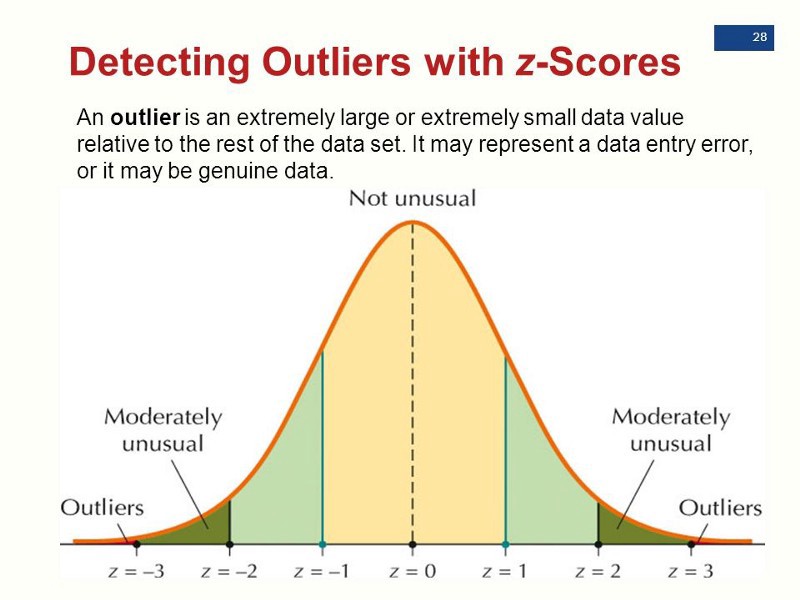 28
Detecting Outliers with z-Scores
An outlier is an extremely large or extremely small data value
relative to the rest of the data set. It may represent a data entry error,
or it may be genuine data.
Not unusual
Moderately
unusual
Moderately
unusual
Outliers
Outliers
z = –3
z = –2
z = –1
z = 0
z = 1
z = 2
z = 3